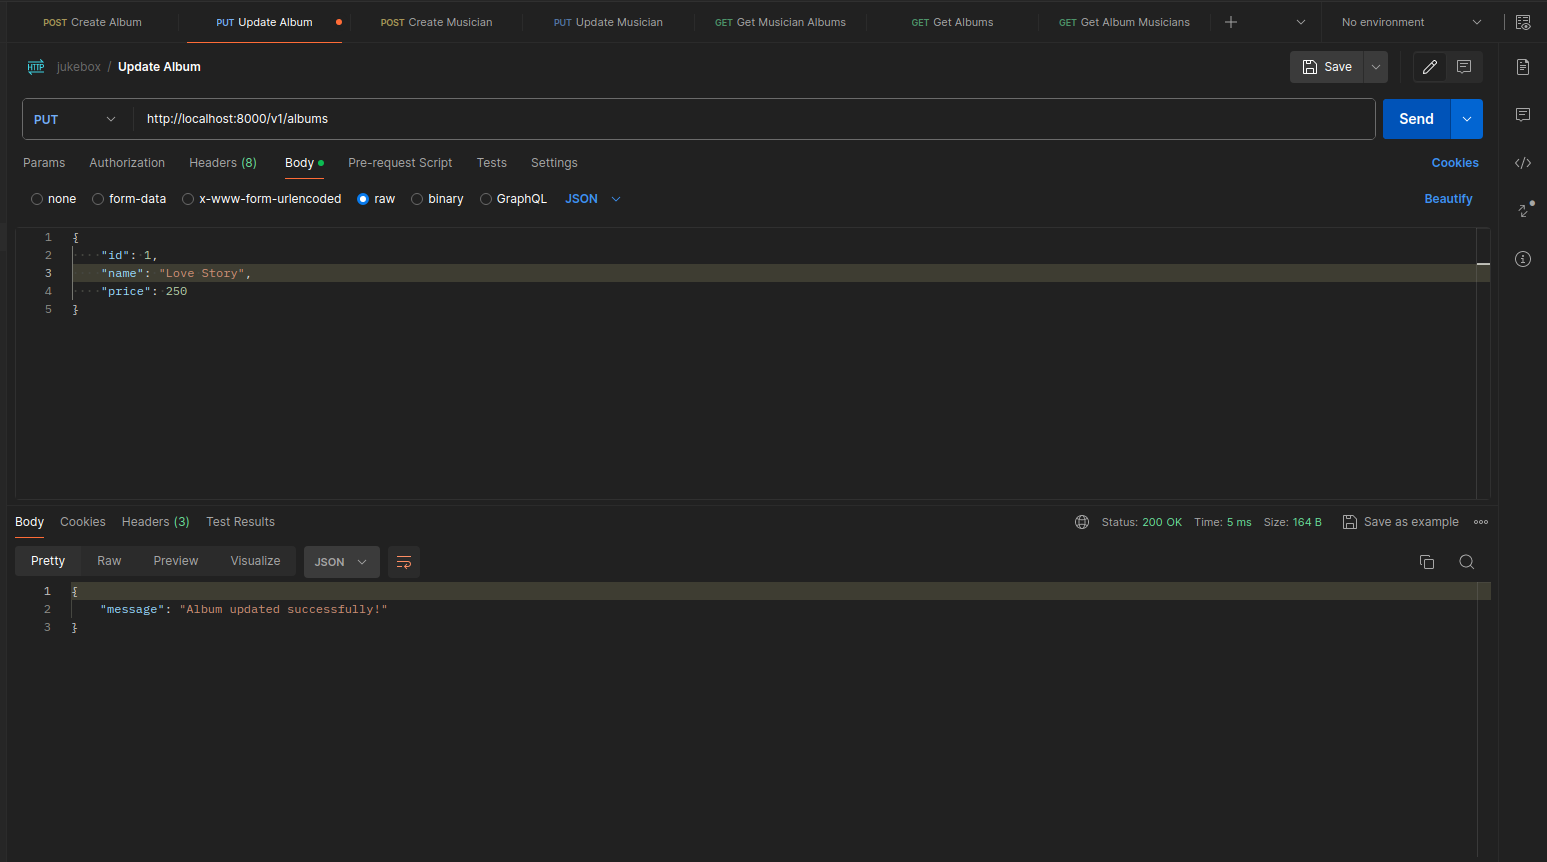 POST Create Album PUT Update Album POST Create Musician PUT Update Musician GET Get Musician Albums GET Get Albums GET Get Album Musicians No environment
HTTP jukebox / Update Album Save
PUT http://localhost:8000/v1/albums Send
Params Authorization Headers (8) Body Pre-request Script Tests Settings Cookies
none form-data x-www-form-urlencoded raw binary GraphQL JSON Beautify
1 {
2 ····"id":·1,
3 ····"name": "Love Story",
4 ····"price":·250
5 }
Body Cookies Headers (3) Test Results Status: 200 OK Time: 5 ms Size: 164 B Save as example
Pretty Raw Preview Visualize JSON
1 {
2 "message": "Album updated successfully!"
3 }